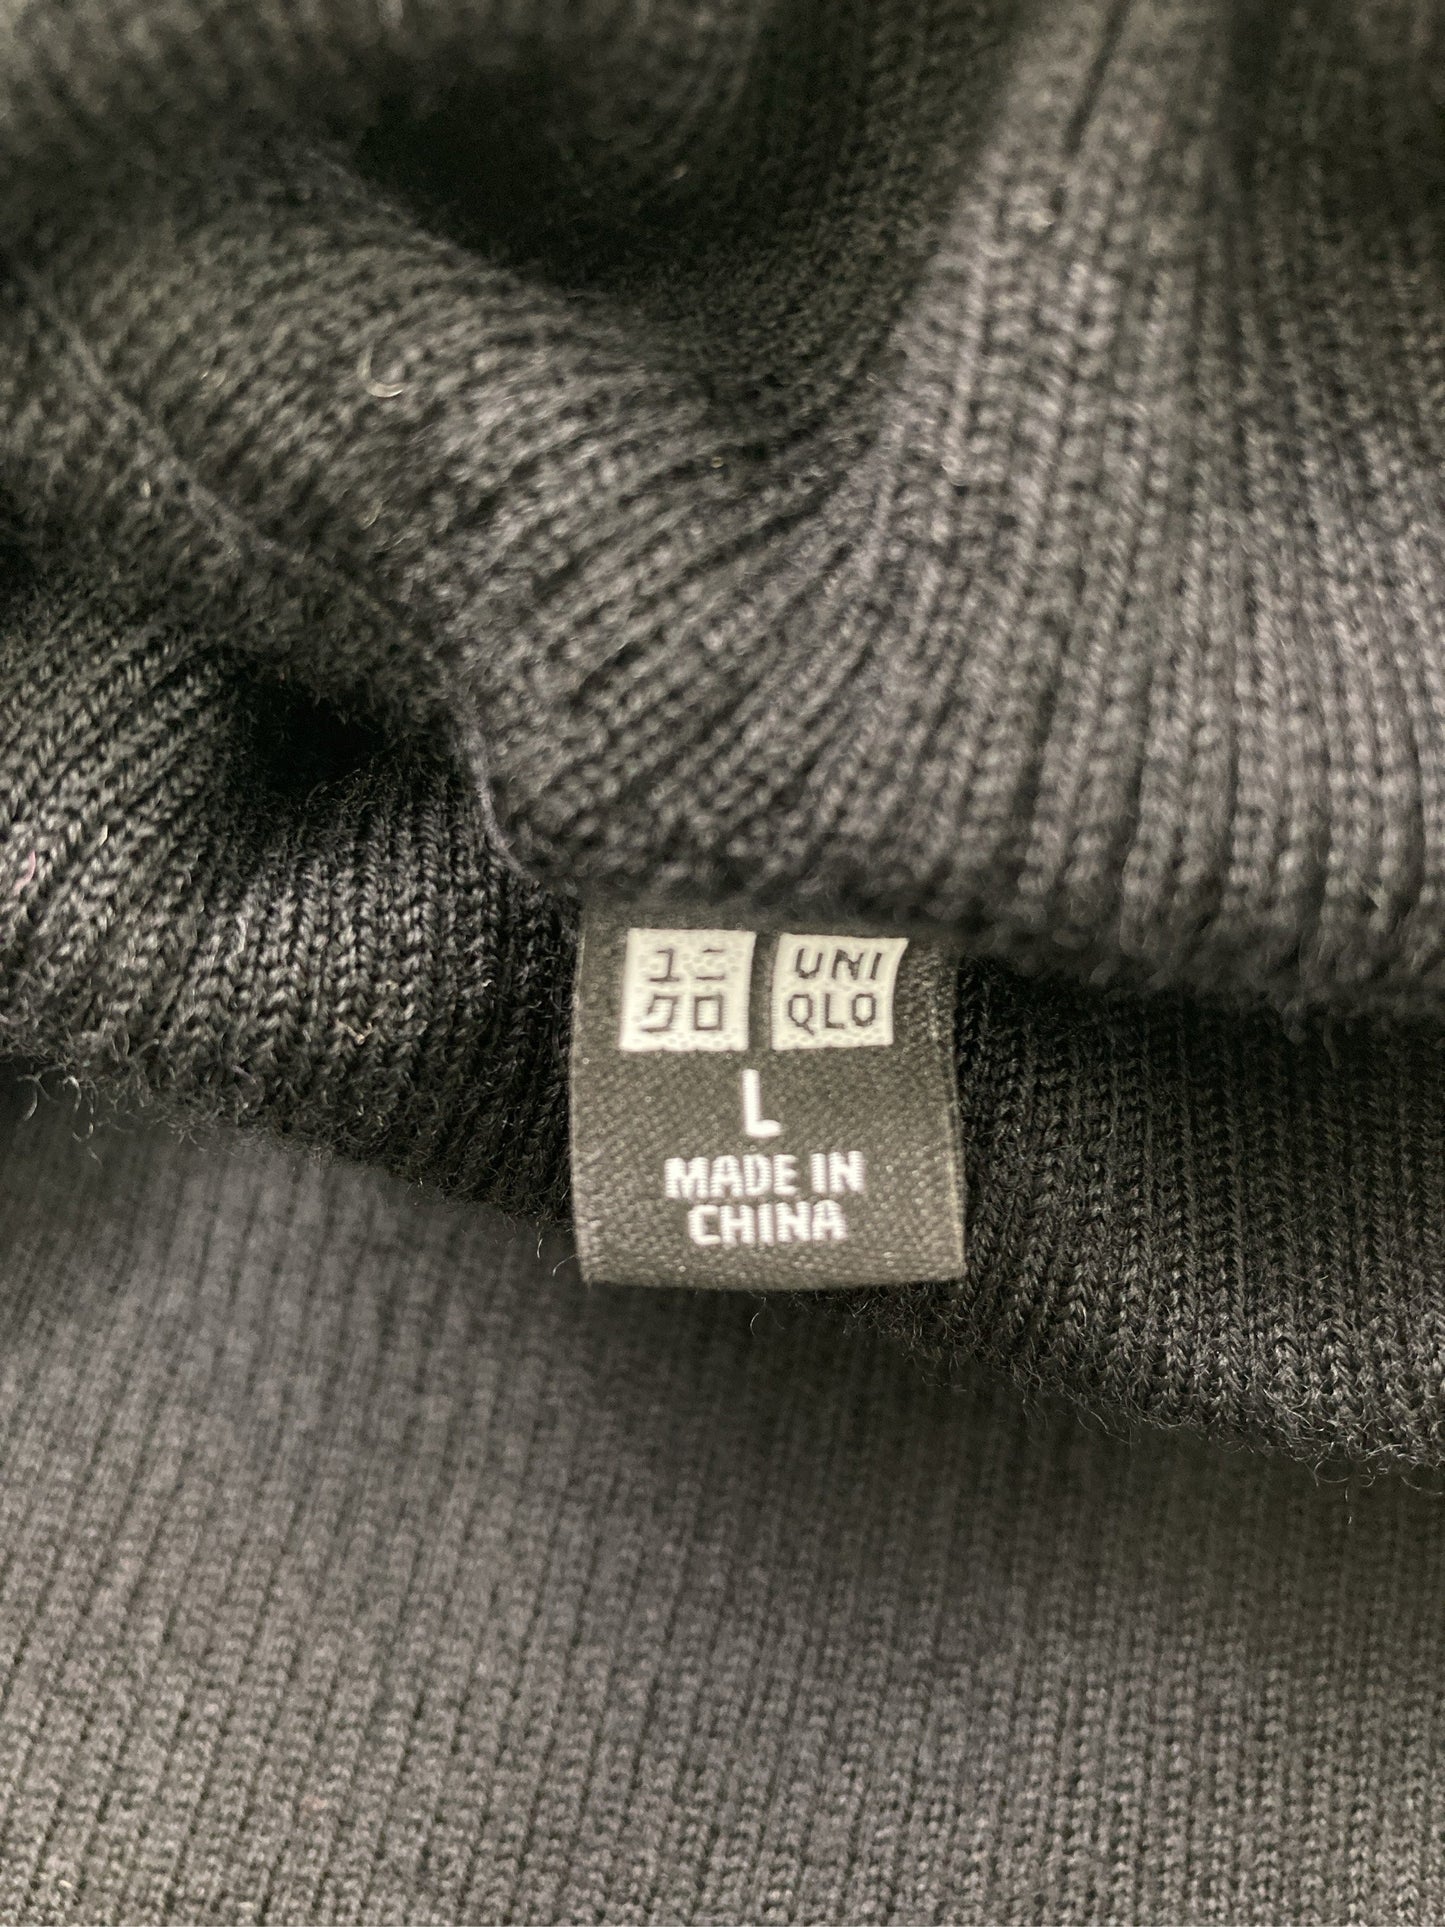 ユニ UNI
クロ QLO
L
MADE IN
CHINA